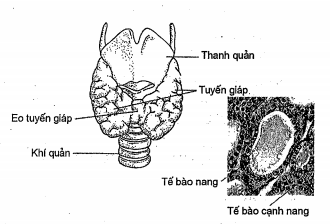 Thanh quản
Tuyến giáp
Eo tuyến giáp
Khí quản
Tế bào nang
Tế bào cạnh nang